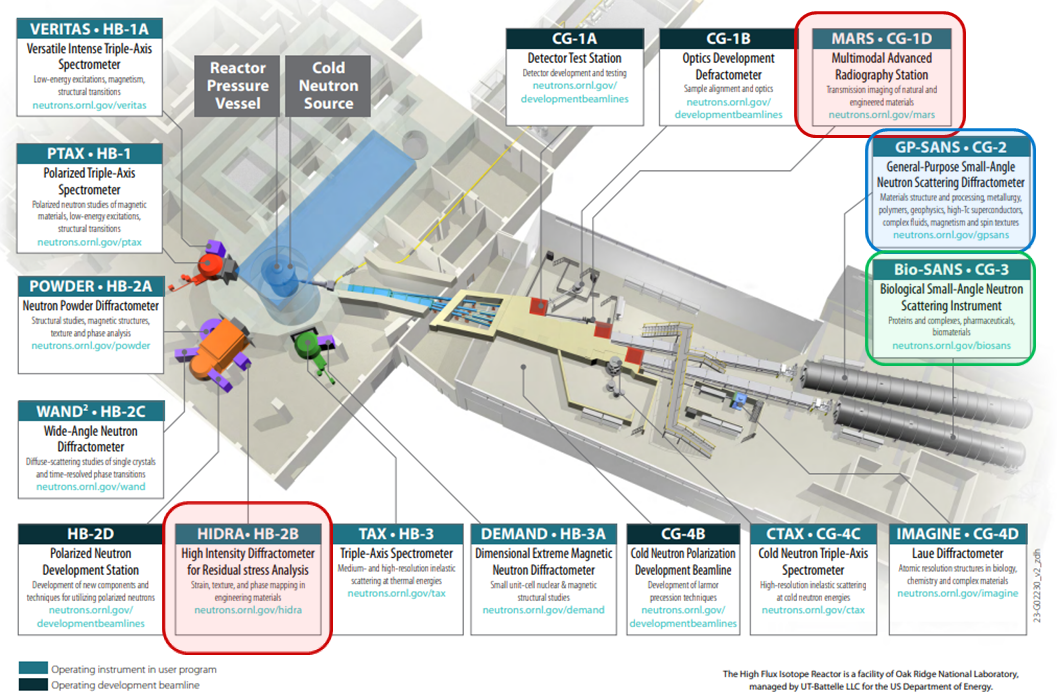 VERITAS • HB-1A
Versatile Intense Triple-Axis
Spectrometer
Low-energy excitations, magnetism,
structural transitions
neutrons.ornl.gov/veritas
Reactor
Pressure
Vessel
Cold
Neutron
Source
CG-1A
Detector Test Station
Detector development and testing
neutrons.ornl.gov/
developmentbeamlines
CG-1B
Optics Development
Defractometer
Sample alignment and optics
neutrons.ornl.gov/
developmentbeamlines
MARS • CG-1D
Multimodal Advanced
Radiography Station
Transmission imaging of natural and
engineered materials
neutrons.ornl.gov/mars
PTAX • HB-1
Polarized Triple-Axis
Spectrometer
Polarized neutron studies of magnetic
materials, low-energy excitations,
structural transitions
neutrons.ornl.gov/ptax
GP-SANS • CG-2
General-Purpose Small-Angle
Neutron Scattering Diffractometer
Materials structure and processing, metallurgy,
polymers, geophysics, high-Tc superconductors,
complex fluids, magnetism and spin textures
neutrons.ornl.gov/gpsans
Bio-SANS • CG-3
Biological Small-Angle Neutron
Scattering Instrument
Proteins and complexes, pharmaceuticals,
biomaterials
neutrons.ornl.gov/biosans
POWDER • HB-2A
Neutron Powder Diffractometer
Structural studies, magnetic structures,
texture and phase analysis
neutrons.ornl.gov/powder
WAND² • HB-2C
Wide-Angle Neutron
Diffractometer
Diffuse-scattering studies of single crystals
and time-resolved phase transitions
neutrons.ornl.gov/wand
HB-2D
Polarized Neutron
Development Station
Development of new components and
techniques for utilizing polarized neutrons
neutrons.ornl.gov/
developmentbeamlines
HIDRA• HB-2B
High Intensity Diffractometer
for Residual stress Analysis
Strain, texture, and phase mapping in
engineering materials
neutrons.ornl.gov/hidra
TAX • HB-3
Triple-Axis Spectrometer
Medium- and high-resolution inelastic
scattering at thermal energies
neutrons.ornl.gov/tax
DEMAND • HB-3A
Dimensional Extreme Magnetic
Neutron Diffractometer
Small unit-cell nuclear & magnetic
structural studies
neutrons.ornl.gov/demand
CG-4B
Cold Neutron Polarization
Development Beamline
Development of larmor
precession techniques
neutrons.ornl.gov/
developmentbeamlines
CTAX • CG-4C
Cold Neutron Triple-Axis
Spectrometer
High-resolution inelastic scattering
at cold neutron energies
neutrons.ornl.gov/ctax
IMAGINE • CG-4D
Laue Diffractometer
Atomic resolution structures in biology,
chemistry and complex materials
neutrons.ornl.gov/imagine
23-G02230_v2_zdh
Operating instrument in user program
Operating development beamline
The High Flux Isotope Reactor is a facility of Oak Ridge National Laboratory,
managed by UT-Battelle LLC for the US Department of Energy.